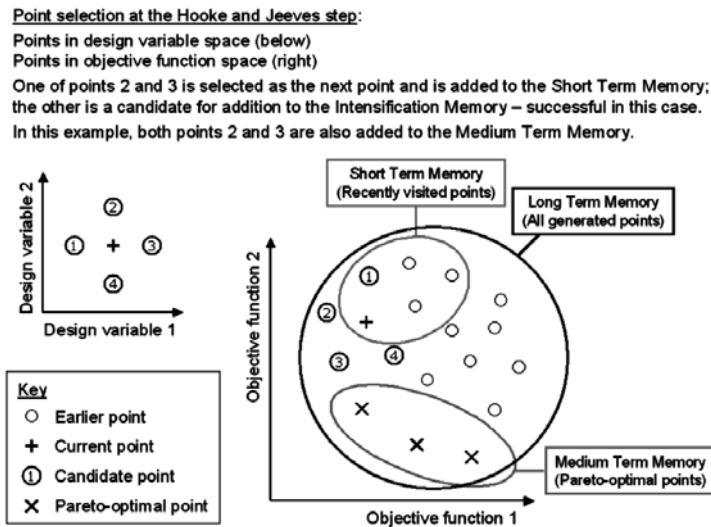 Point selection at the Hooke and Jeeves step:
Points in design variable space (below)
Points in objective function space (right)
One of points 2 and 3 is selected as the next point and is added to the Short Term Memory;
the other is a candidate for addition to the Intensification Memory – successful in this case.
In this example, both points 2 and 3 are also added to the Medium Term Memory.
Short Term Memory
(Recently visited points)
Long Term Memory
(All generated points)
Design variable 2
2
1
3
4
Design variable 1
Objective function 2
1
2
3
4
Key
Earlier point
Current point
1
Candidate point
Pareto-optimal point
Medium Term Memory
(Pareto-optimal points)
Objective function 1